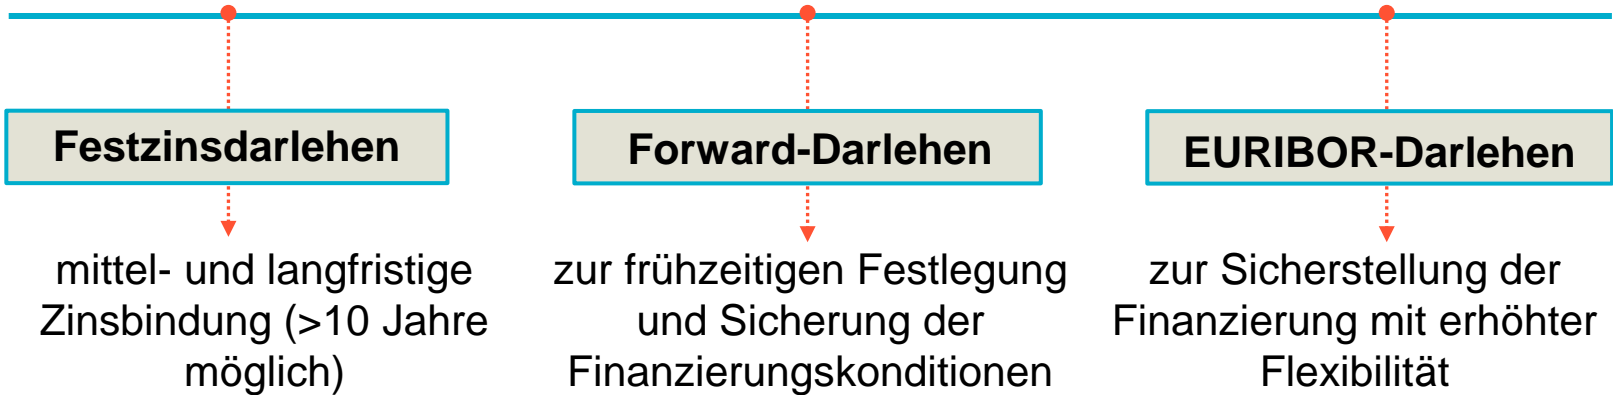 Festzinsdarlehen
mittel- und langfristige
Zinsbindung (>10 Jahre
möglich)
Forward-Darlehen
zur frühzeitigen Festlegung
und Sicherung der
Finanzierungskonditionen
EURIBOR-Darlehen
zur Sicherstellung der
Finanzierung mit erhöhter
Flexibilität